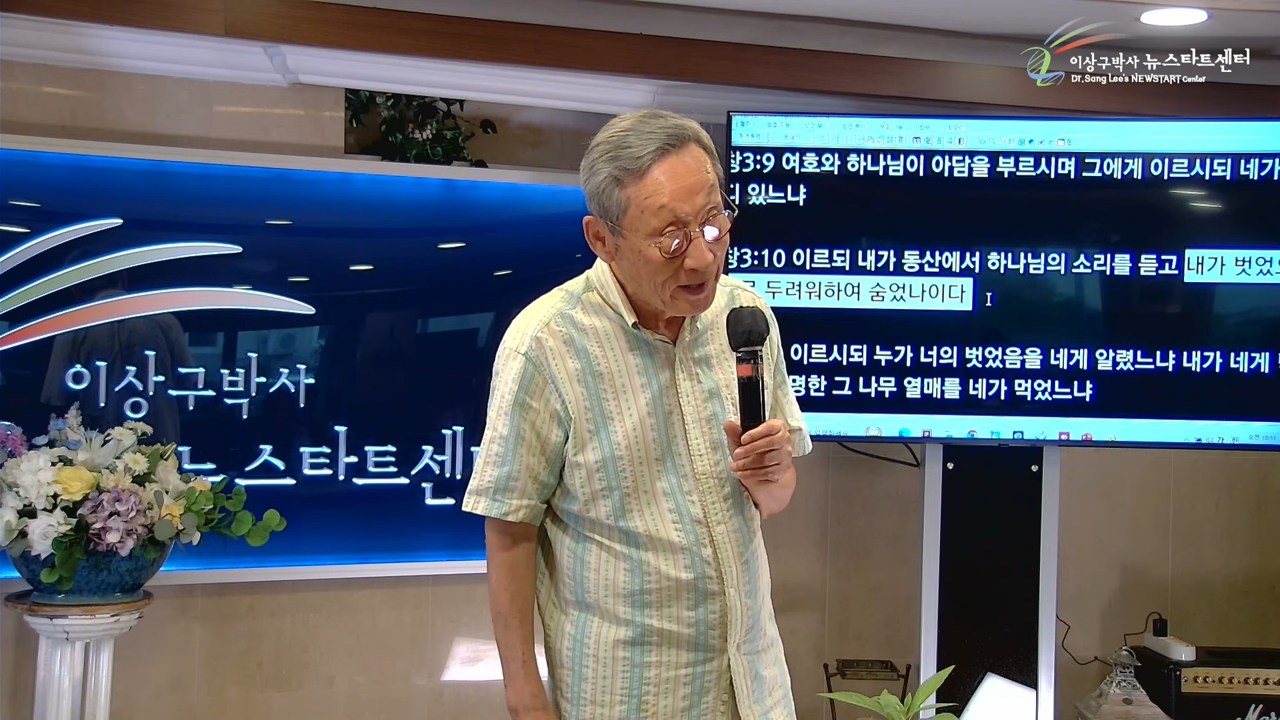 이상구박사 뉴스타트센터
Dr. Sang Lee's NEWSTART Center
이상구박사
뉴스타트센
창3:9 여호와 하나님이 아담을 부르시며 그에게 이르시되 네가
디 있느냐
창3:10 이르되 내가 동산에서 하나님의 소리를 듣고 내가 벗었
두려워하여 숨었나이다
이르시되 누가 너의 벗었음을 네게 알렸느냐 내가 네게
명한 그 나무 열매를 네가 먹었느냐